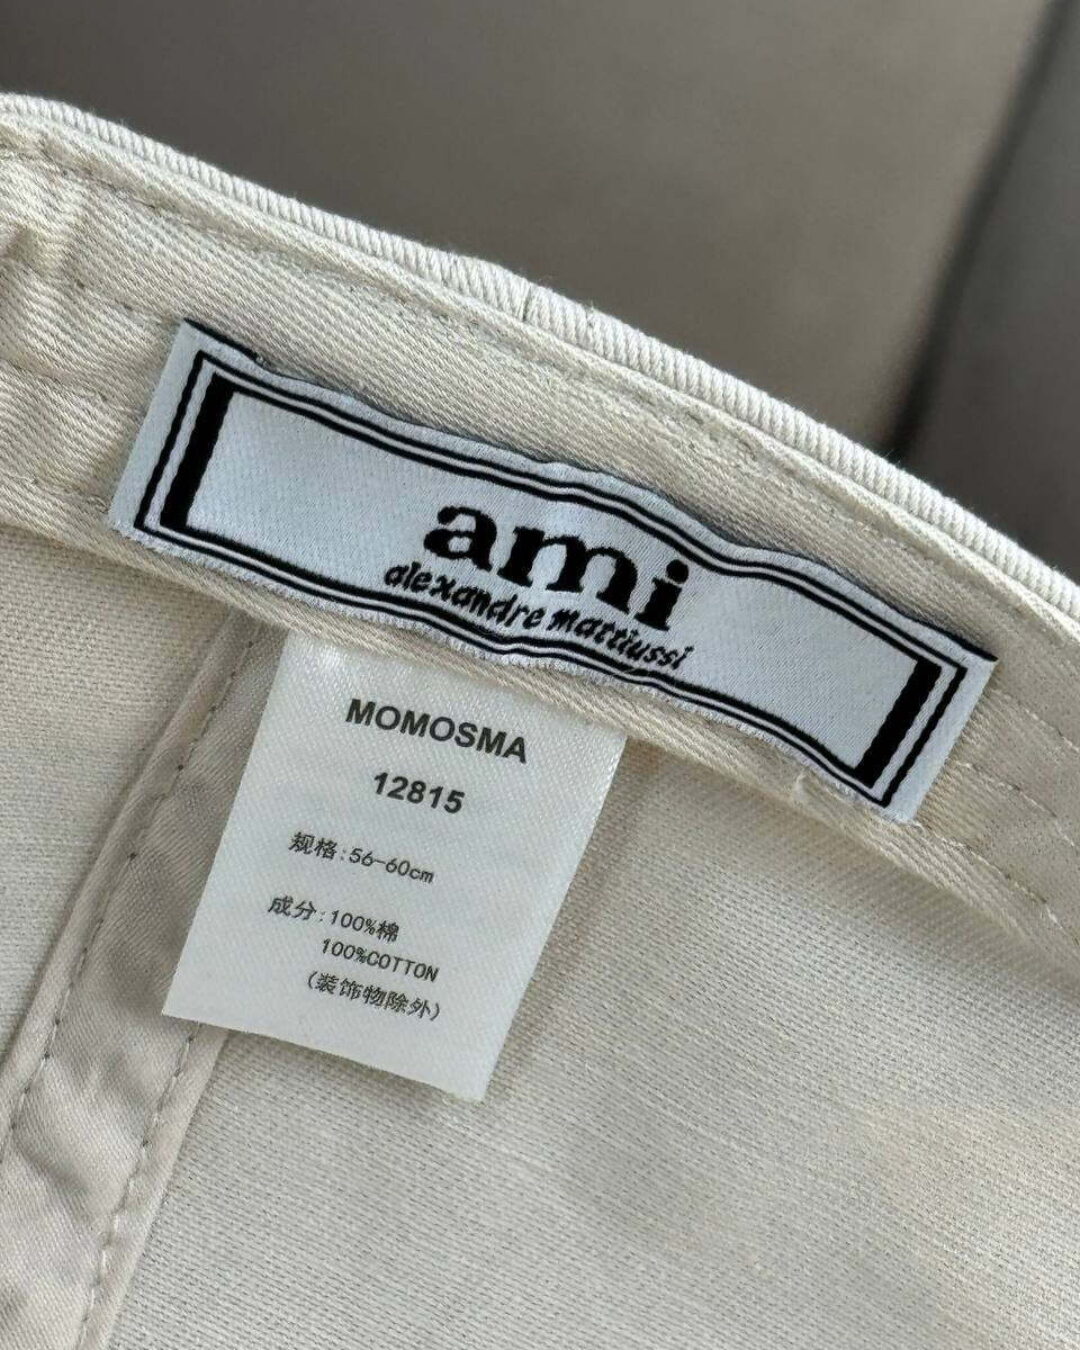 ami
alexandre mattiussi
MOMOSMA
12815
规格:56-60cm
成分:100%棉
100%COTTON
(装饰物除外)